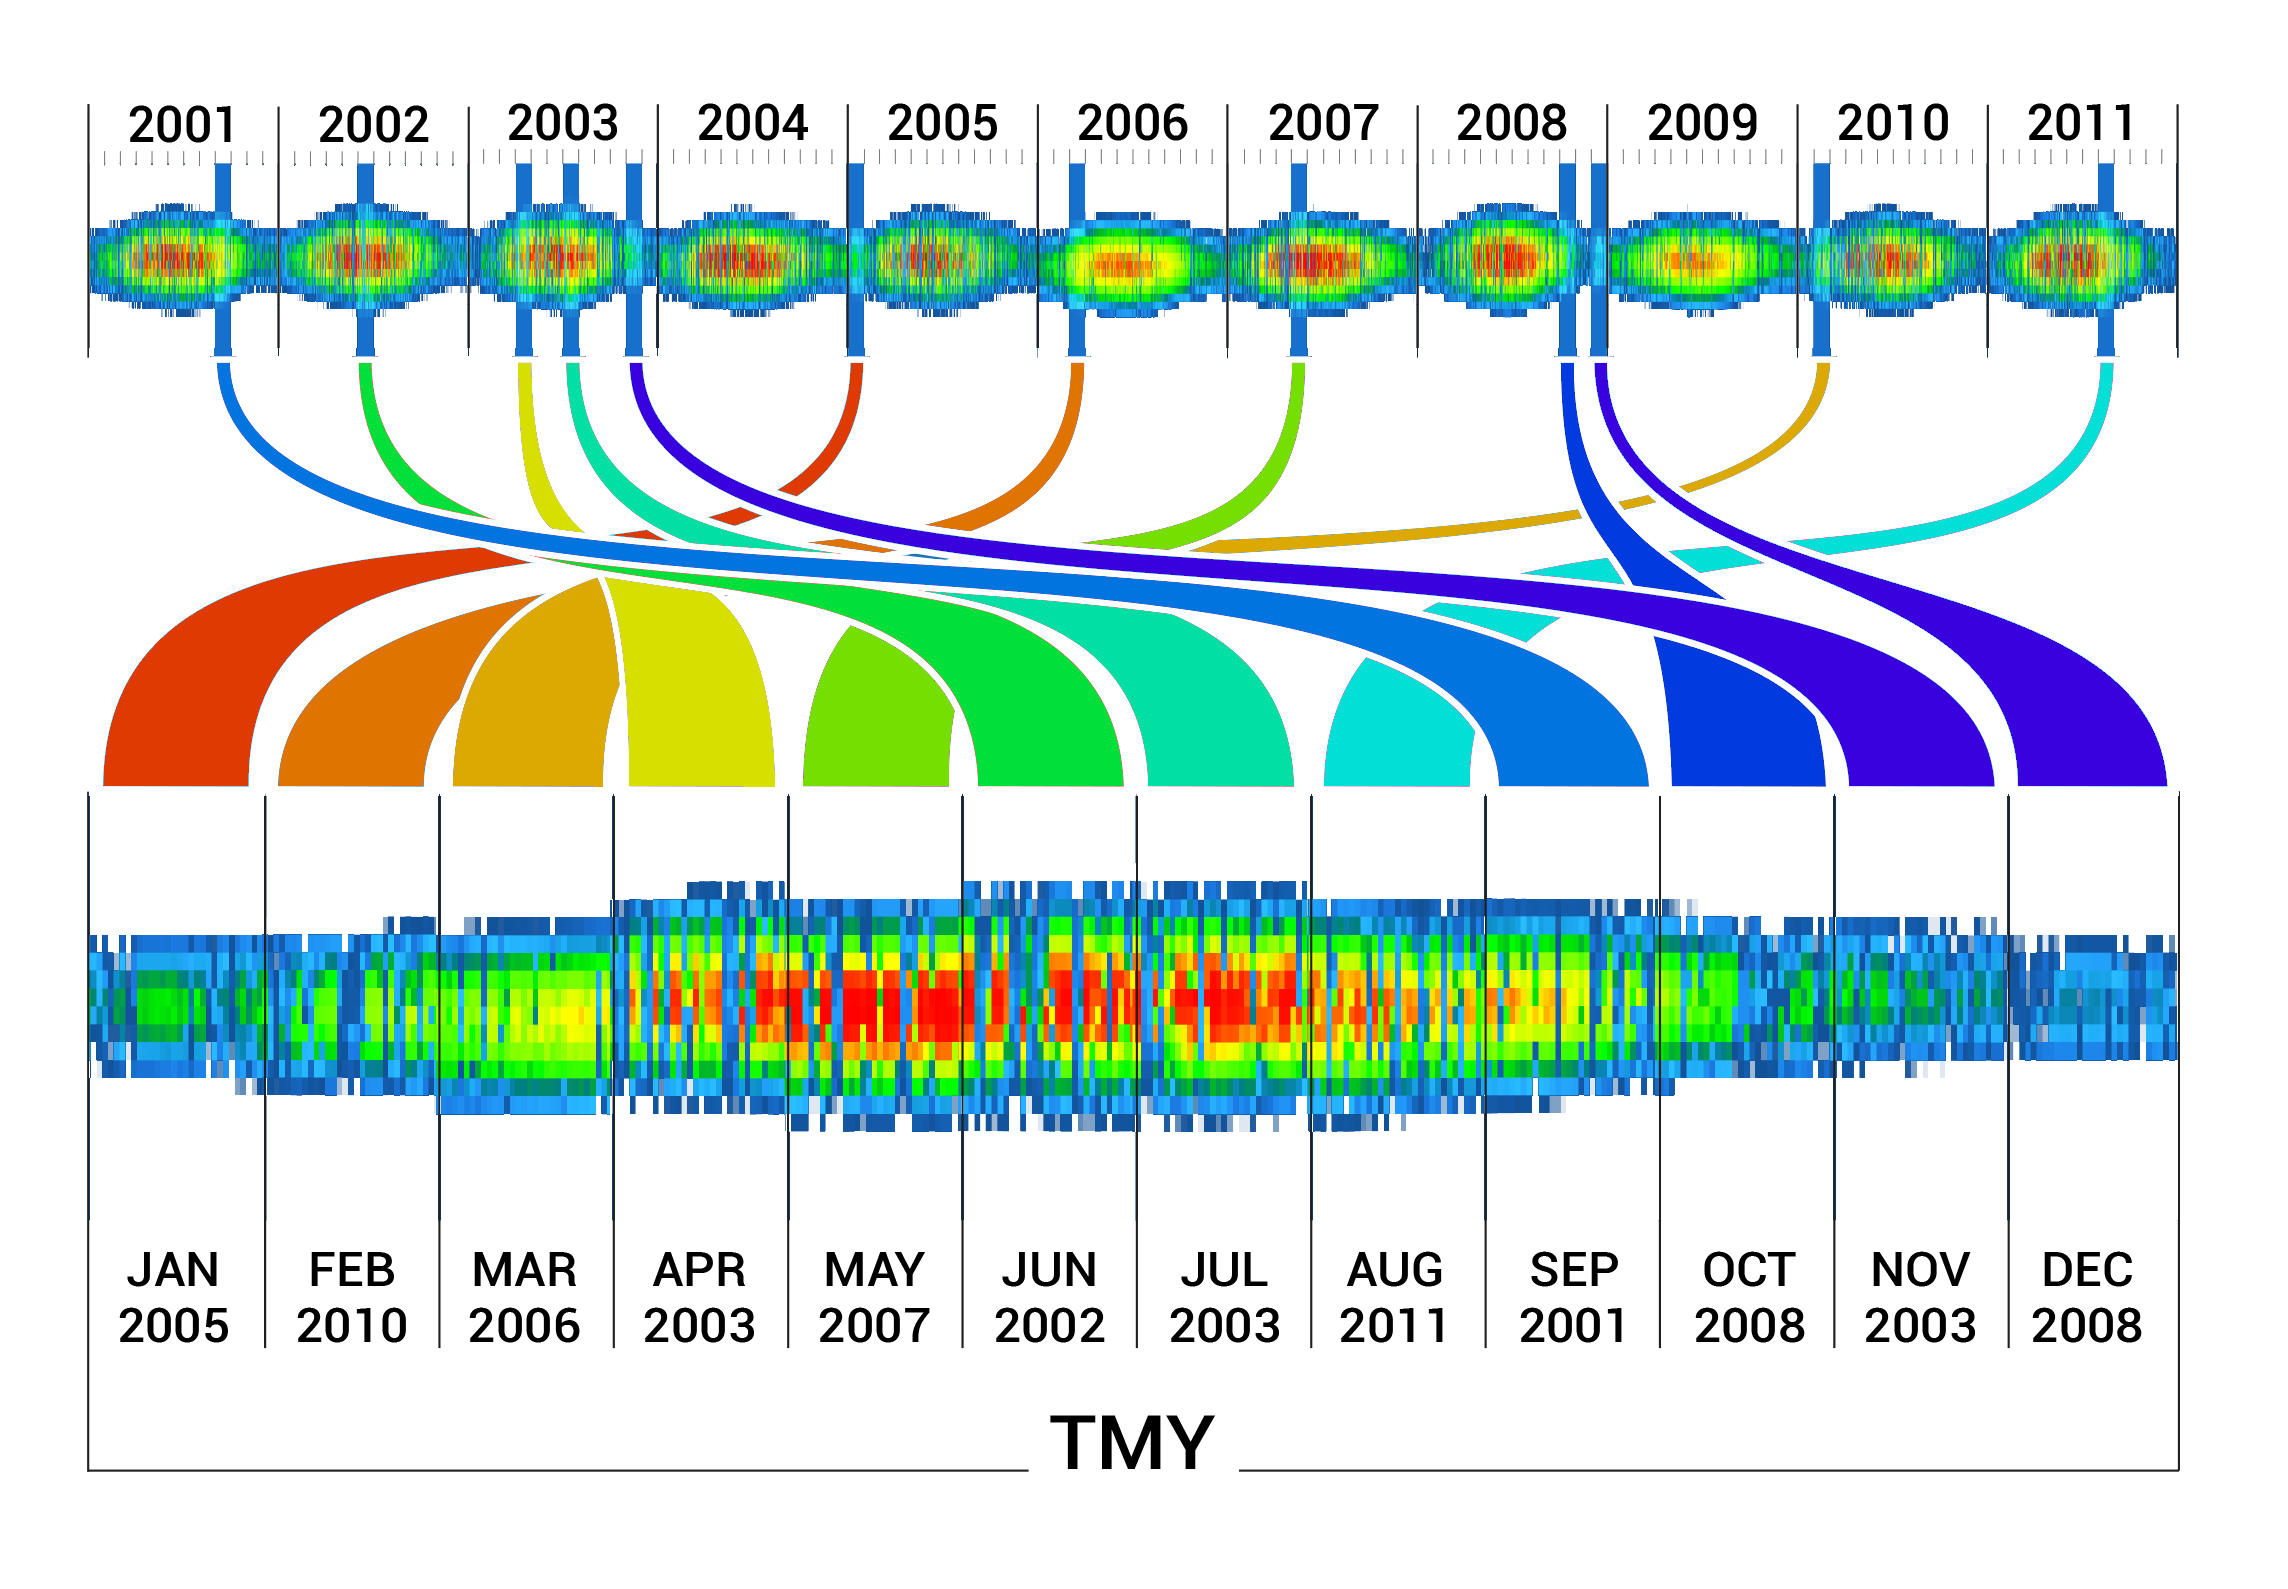 2001 2002 2003 2004 2005 2006 2007 2008 2009 2010 2011
JAN FEB MAR APR MAY JUN JUL AUG SEP OCT NOV DEC
2005 2010 2006 2003 2007 2002 2003 2011 2001 2008 2003 2008
TMY